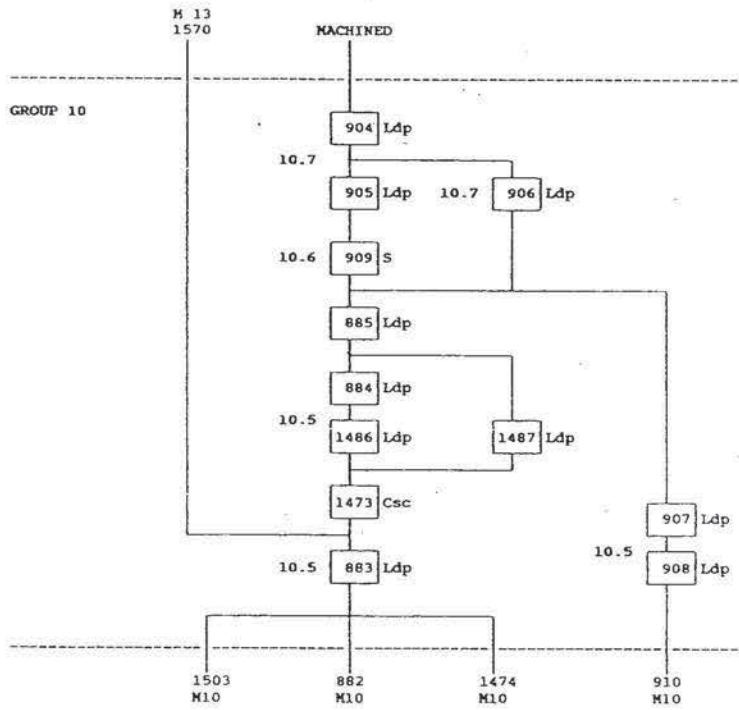 M 13
1570 MACHINED
GROUP 10
904 Ldp
10.7
905 Ldp 10.7 906 Ldp
10.6 909 S
885 Ldp
884
10.5 1486 Ldp 1487 Ldp
1473 Csc
907 Ldp
10.5 883 Ldp 10.5 908 Ldp
1503 882 1474 910
M10 M10 M10 M10